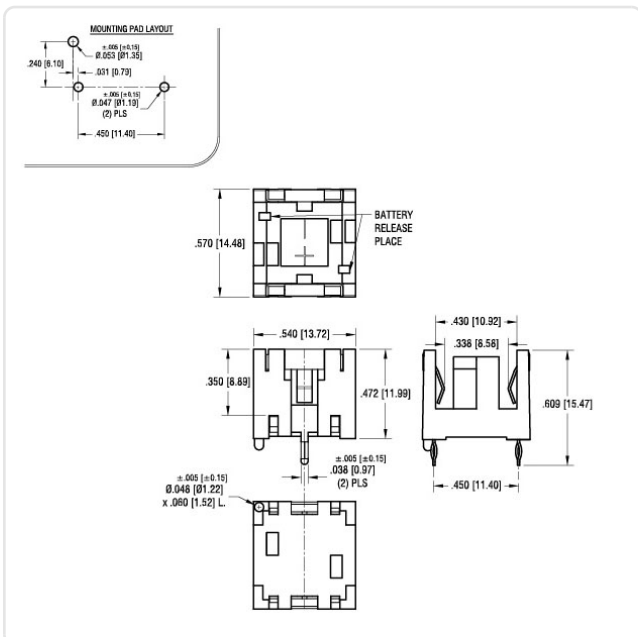 MOUNTING PAD LAYOUT
±.005 [±0.15]
Ø.053 [Ø1.35]
.240 [6.10]
.031 [0.79]
±.005 [±0.15]
Ø.047 [Ø1.19]
(2) PLS
.450 [11.40]
BATTERY
RELEASE
PLACE
.570 [14.48]
.540 [13.72]
.430 [10.92]
.338 [8.58]
.350 [8.89]
.472 [11.99]
.609 [15.47]
±.005 [±0.15]
.038 [0.97]
(2) PLS
±.005 [±0.15]
Ø.048 [Ø1.22]
x .060 [1.52] L.
.450 [11.40]